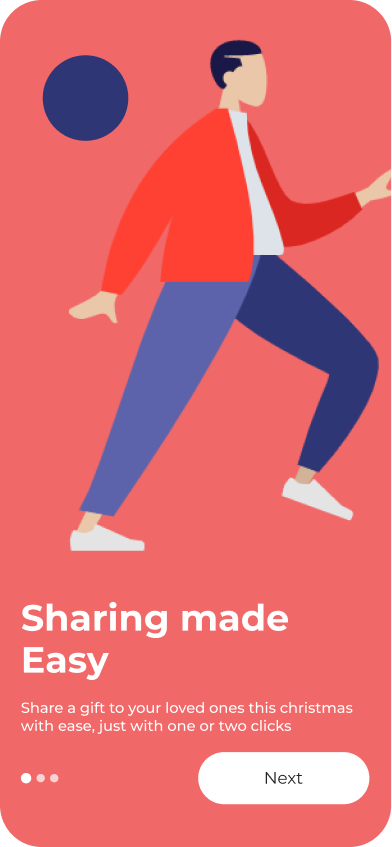 Sharing made
Easy
Share a gift to your loved ones this christmas
with ease, just with one or two clicks
Next